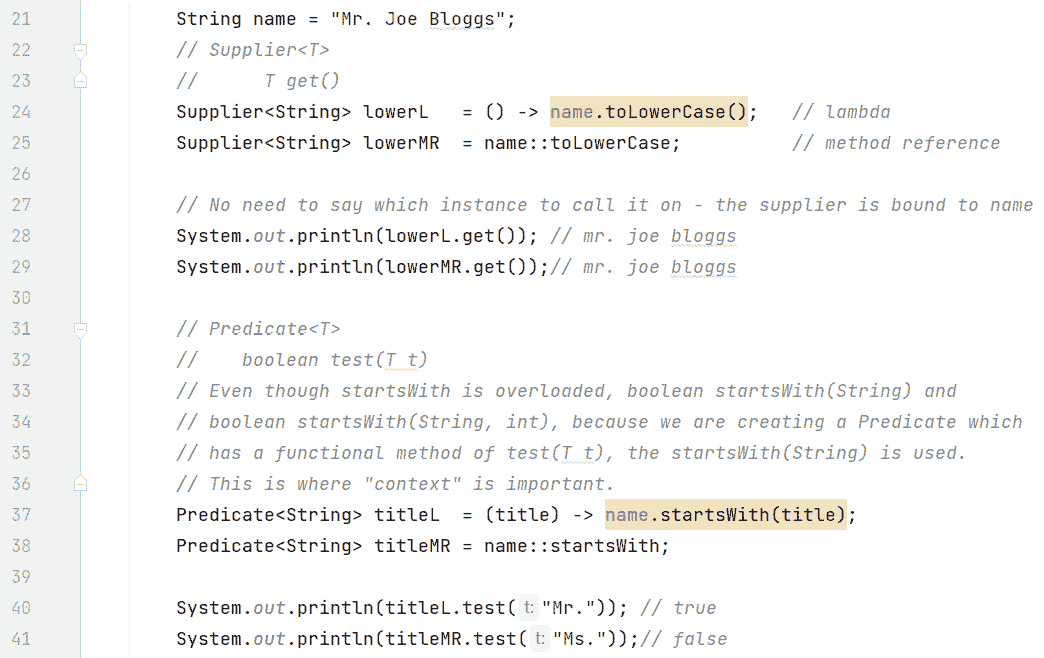 21 String name = "Mr. Joe Bloggs";
22 // Supplier<T>
23 //      T get()
24 Supplier<String> lowerL   = () -> name.toLowerCase();   // lambda
25 Supplier<String> lowerMR  = name::toLowerCase;          // method reference
26
27 // No need to say which instance to call it on - the supplier is bound to name
28 System.out.println(lowerL.get()); // mr. joe bloggs
29 System.out.println(lowerMR.get());// mr. joe bloggs
30
31 // Predicate<T>
32 //    boolean test(T t)
33 // Even though startsWith is overloaded, boolean startsWith(String) and
34 // boolean startsWith(String, int), because we are creating a Predicate which
35 // has a functional method of test(T t), the startsWith(String) is used.
36 // This is where "context" is important.
37 Predicate<String> titleL  = (title) -> name.startsWith(title);
38 Predicate<String> titleMR = name::startsWith;
39
40 System.out.println(titleL.test( t: "Mr.")); // true
41 System.out.println(titleMR.test( t: "Ms."));// false